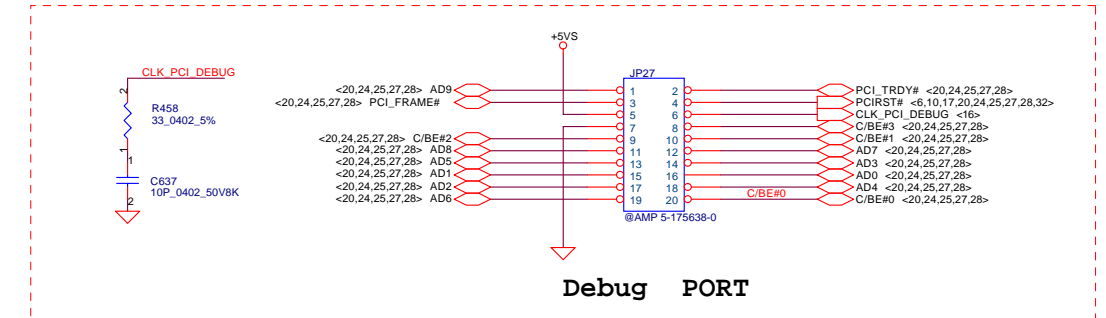 +5VS
CLK_PCI_DEBUG
JP27
<20,24,25,27,28> AD9 1 2 PCI_TRDY# <20,24,25,27,28>
<20,24,25,27,28> PCI_FRAME# 3 4 PCIRST# <6,10,17,20,24,25,27,28,32>
5 6 CLK_PCI_DEBUG <16>
7 8 C/BE#3 <20,24,25,27,28>
<20,24,25,27,28> C/BE#2 9 10 C/BE#1 <20,24,25,27,28>
<20,24,25,27,28> AD8 11 12 AD7 <20,24,25,27,28>
<20,24,25,27,28> AD5 13 14 AD3 <20,24,25,27,28>
<20,24,25,27,28> AD1 15 16 AD0 <20,24,25,27,28>
<20,24,25,27,28> AD2 17 18 AD4 <20,24,25,27,28>
<20,24,25,27,28> AD6 19 20 C/BE#0 C/BE#0 <20,24,25,27,28>
@AMP 5-175638-0
2
R458
33_0402_5%
1
1
C637
10P_0402_50V8K
2
Debug PORT